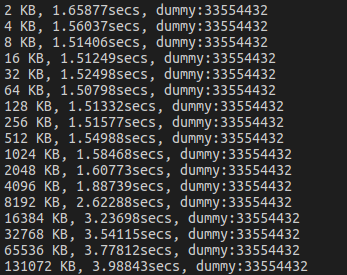 2 KB, 1.65877secs, dummy:33554432
4 KB, 1.56037secs, dummy:33554432
8 KB, 1.51406secs, dummy:33554432
16 KB, 1.51249secs, dummy:33554432
32 KB, 1.52498secs, dummy:33554432
64 KB, 1.50798secs, dummy:33554432
128 KB, 1.51332secs, dummy:33554432
256 KB, 1.51577secs, dummy:33554432
512 KB, 1.54988secs, dummy:33554432
1024 KB, 1.58468secs, dummy:33554432
2048 KB, 1.60773secs, dummy:33554432
4096 KB, 1.88739secs, dummy:33554432
8192 KB, 2.62288secs, dummy:33554432
16384 KB, 3.23698secs, dummy:33554432
32768 KB, 3.54115secs, dummy:33554432
65536 KB, 3.77812secs, dummy:33554432
131072 KB, 3.98843secs, dummy:33554432